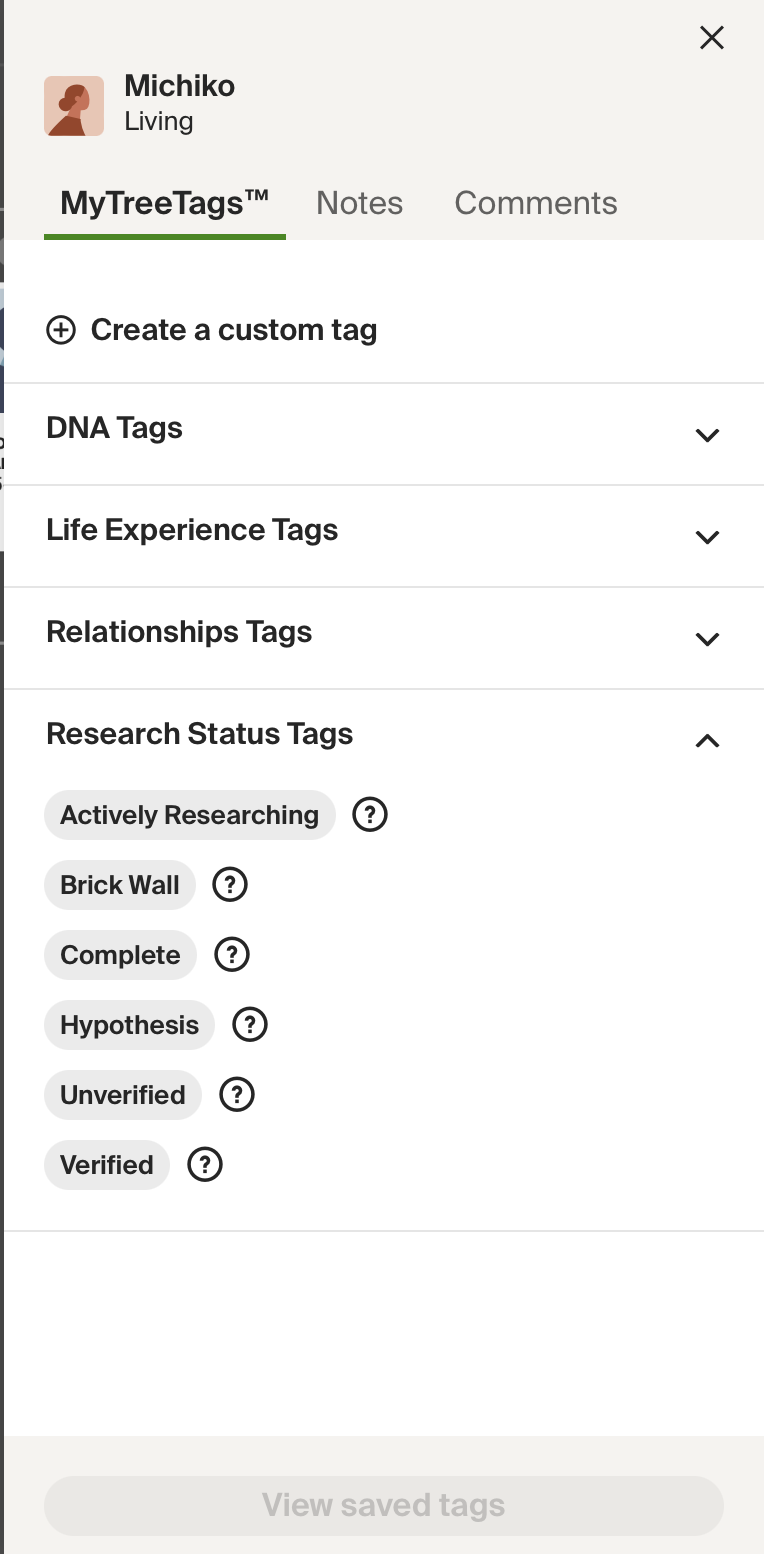 Michiko
Living
MyTreeTags™ Notes Comments
Create a custom tag
DNA Tags
Life Experience Tags
Relationships Tags
Research Status Tags
Actively Researching ?
Brick Wall ?
Complete ?
Hypothesis ?
Unverified ?
Verified ?
View saved tags